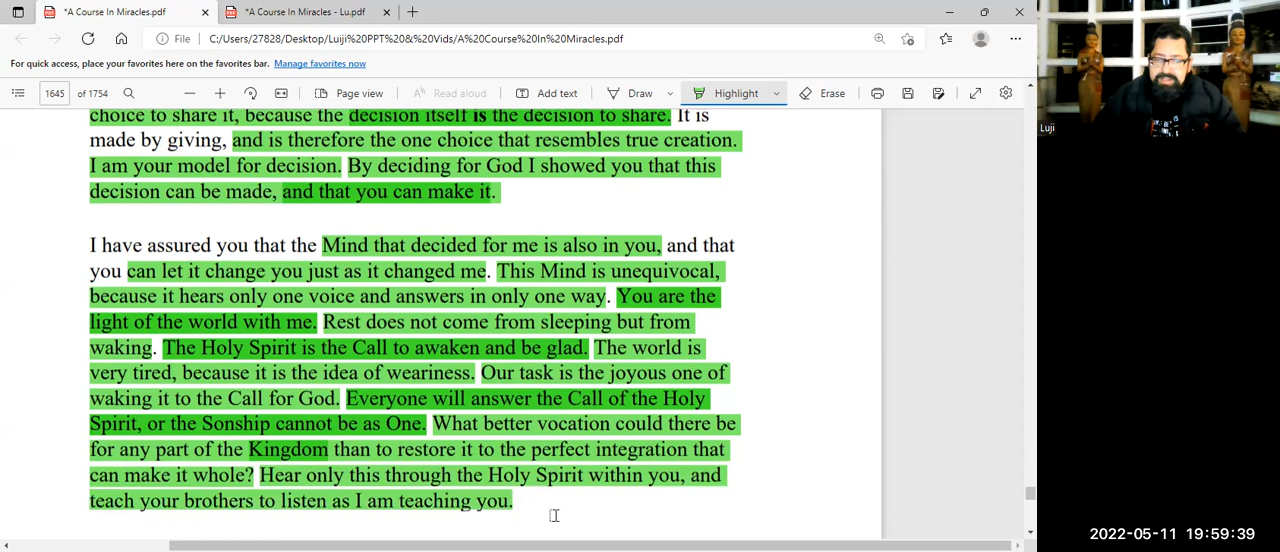 *A Course In Miracles.pdf
*A Course In Miracles - Lu.pdf
File
C:/Users/27828/Desktop/Luiji%20PPT%20&%20Vids/A%20Course%20In%20Miracles.pdf
For quick access, place your favorites here on the favorites bar. Manage favorites now
1645 of 1754
Page view
Read aloud
Add text
Draw
Highlight
Erase
choice to share it, because the decision itself is the decision to share. It is
made by giving, and is therefore the one choice that resembles true creation.
I am your model for decision. By deciding for God I showed you that this
decision can be made, and that you can make it.
I have assured you that the Mind that decided for me is also in you, and that
you can let it change you just as it changed me. This Mind is unequivocal,
because it hears only one voice and answers in only one way. You are the
light of the world with me. Rest does not come from sleeping but from
waking. The Holy Spirit is the Call to awaken and be glad. The world is
very tired, because it is the idea of weariness. Our task is the joyous one of
waking it to the Call for God. Everyone will answer the Call of the Holy
Spirit, or the Sonship cannot be as One. What better vocation could there be
for any part of the Kingdom than to restore it to the perfect integration that
can make it whole? Hear only this through the Holy Spirit within you, and
teach your brothers to listen as I am teaching you.
Luji
2022-05-11 19:59:39